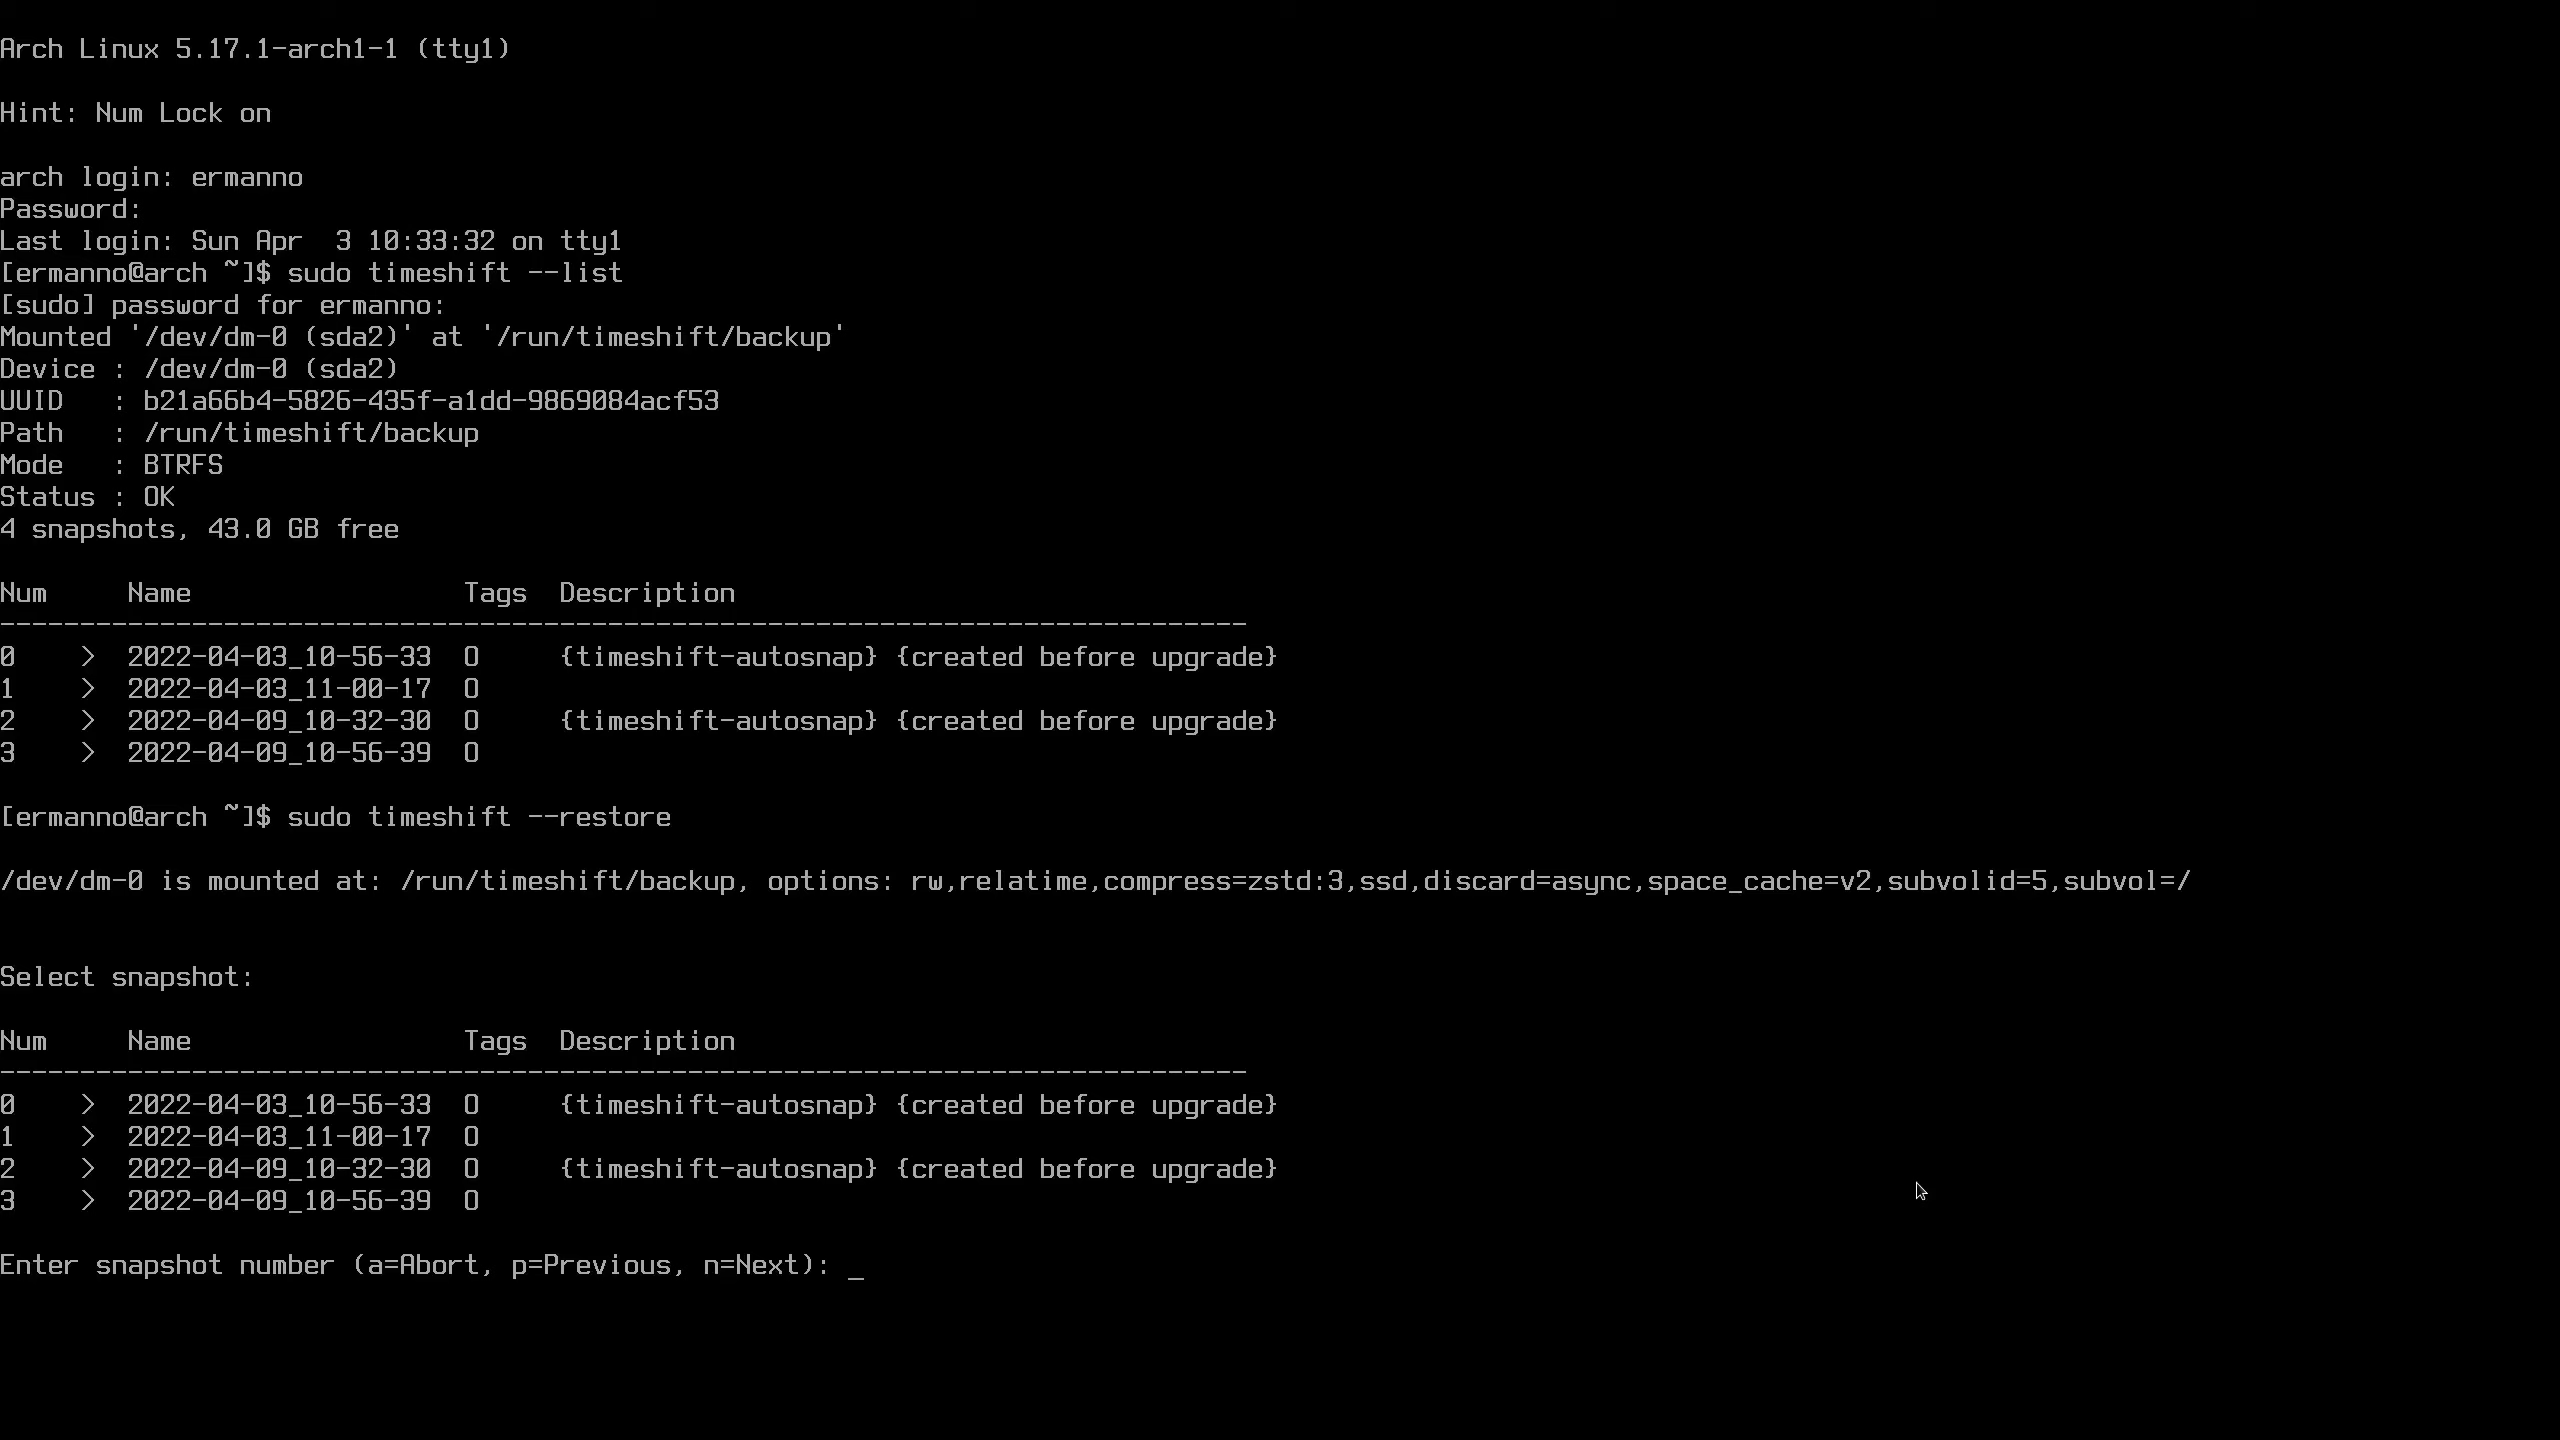 Arch Linux 5.17.1-arch1-1 (tty1)
Hint: Num Lock on
arch login: ermanno
Password:
Last login: Sun Apr  3 10:33:32 on tty1
[ermanno@arch ~]$ sudo timeshift --list
[sudo] password for ermanno:
Mounted '/dev/dm-0 (sda2)' at '/run/timeshift/backup'
Device : /dev/dm-0 (sda2)
UUID   : b21a66b4-5826-435f-a1dd-9869084acf53
Path   : /run/timeshift/backup
Mode   : BTRFS
Status : OK
4 snapshots, 43.0 GB free
Num     Name                 Tags  Description
------------------------------------------------------------------------------
0    >  2022-04-03_10-56-33  O     {timeshift-autosnap} {created before upgrade}
1    >  2022-04-03_11-00-17  O
2    >  2022-04-09_10-32-30  O     {timeshift-autosnap} {created before upgrade}
3    >  2022-04-09_10-56-39  O
[ermanno@arch ~]$ sudo timeshift --restore
/dev/dm-0 is mounted at: /run/timeshift/backup, options: rw,relatime,compress=zstd:3,ssd,discard=async,space_cache=v2,subvolid=5,subvol=/
Select snapshot:
Num     Name                 Tags  Description
------------------------------------------------------------------------------
0    >  2022-04-03_10-56-33  O     {timeshift-autosnap} {created before upgrade}
1    >  2022-04-03_11-00-17  O
2    >  2022-04-09_10-32-30  O     {timeshift-autosnap} {created before upgrade}
3    >  2022-04-09_10-56-39  O
Enter snapshot number (a=Abort, p=Previous, n=Next): _